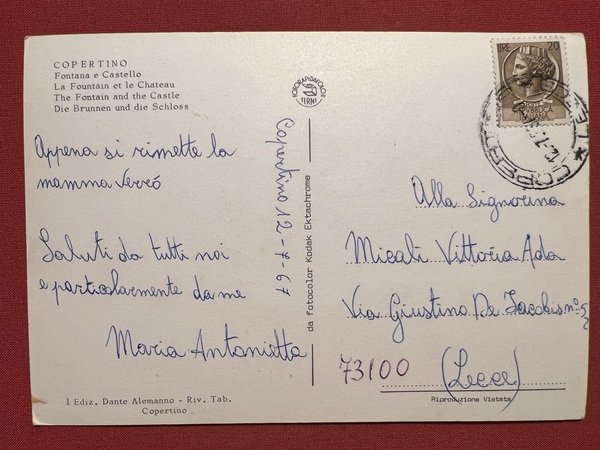 COPERTINO
Fontana e Castello
La Fountain et le Chateau
The Fontain and the Castle
Die Brunnen und die Schloss
Appena si rimette la
mamma verrò
Saluti da tutti noi
e particolarmente da me
Maria Antonietta
1 Ediz. Dante Alemanno - Riv. Tab.
Copertino
Copertino 12-7-67
FOTORAPIDACOLOR
TERNI
da fotocolor Kodak Ektachrome
LIRE 20
Alla Signorina
Micali Vittoria Ada
Via Giustino De Jacobis n° 52
73100 (Lecce)
Riproduzione Vietata